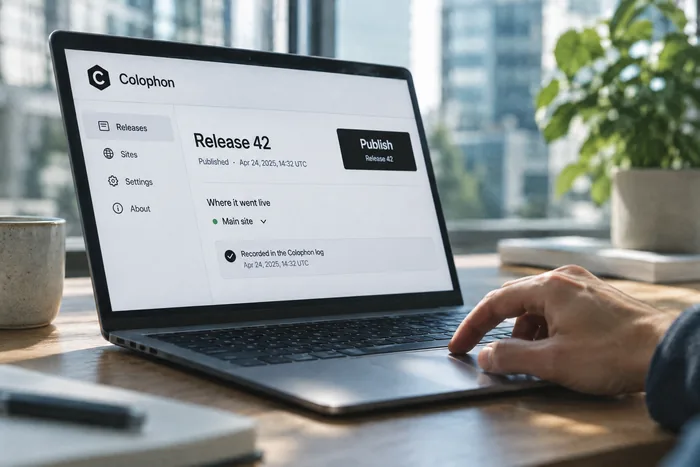 C
Colophon
Releases
Sites
Settings
About
Release 42
Published · Apr 24, 2025, 14:32 UTC
Publish
Release 42
Where it went live
Main site
Recorded in the Colophon log
Apr 24, 2025, 14:32 UTC